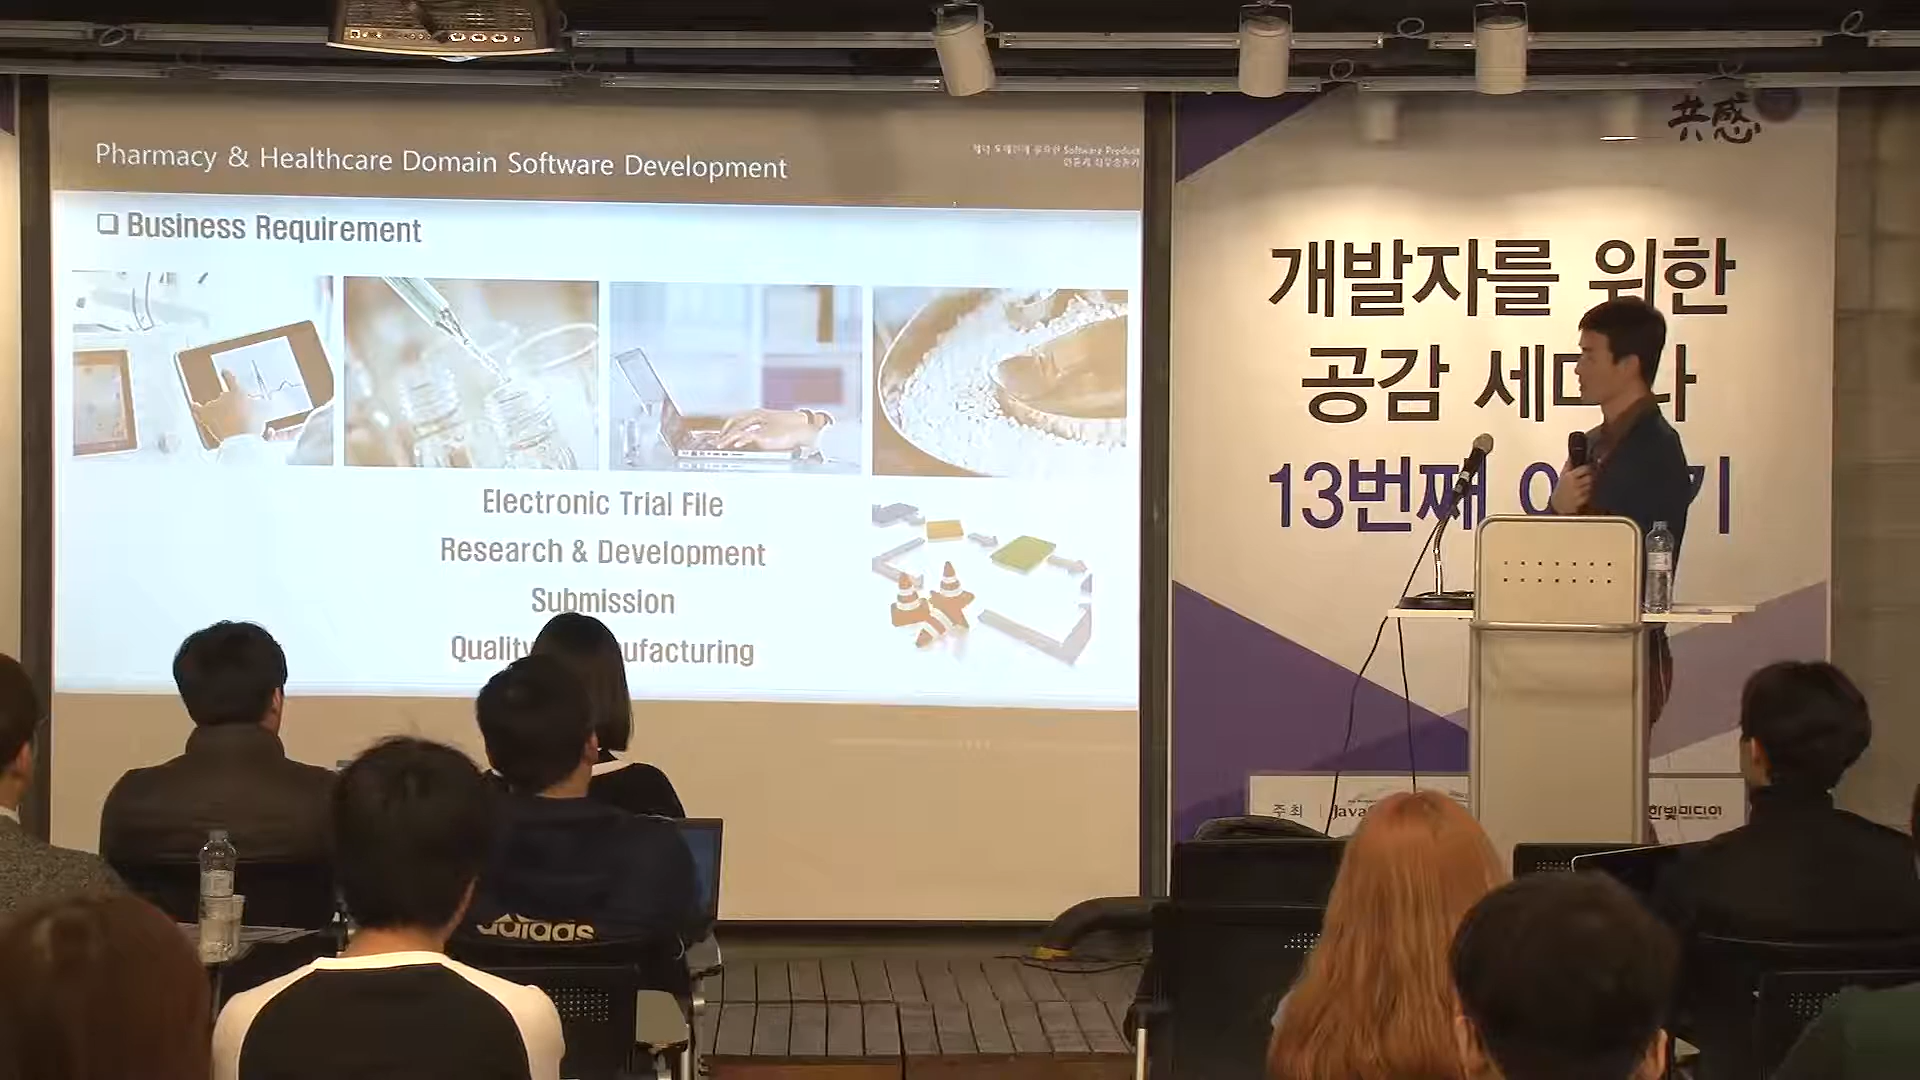 Pharmacy & Healthcare Domain Software Development
Software Product
❑ Business Requirement
Electronic Trial File
Research & Development
Submission
Quality ufacturing
共感
개발자를 위한
공감 세
13번째
주최
Java
한빛미디어
adidas